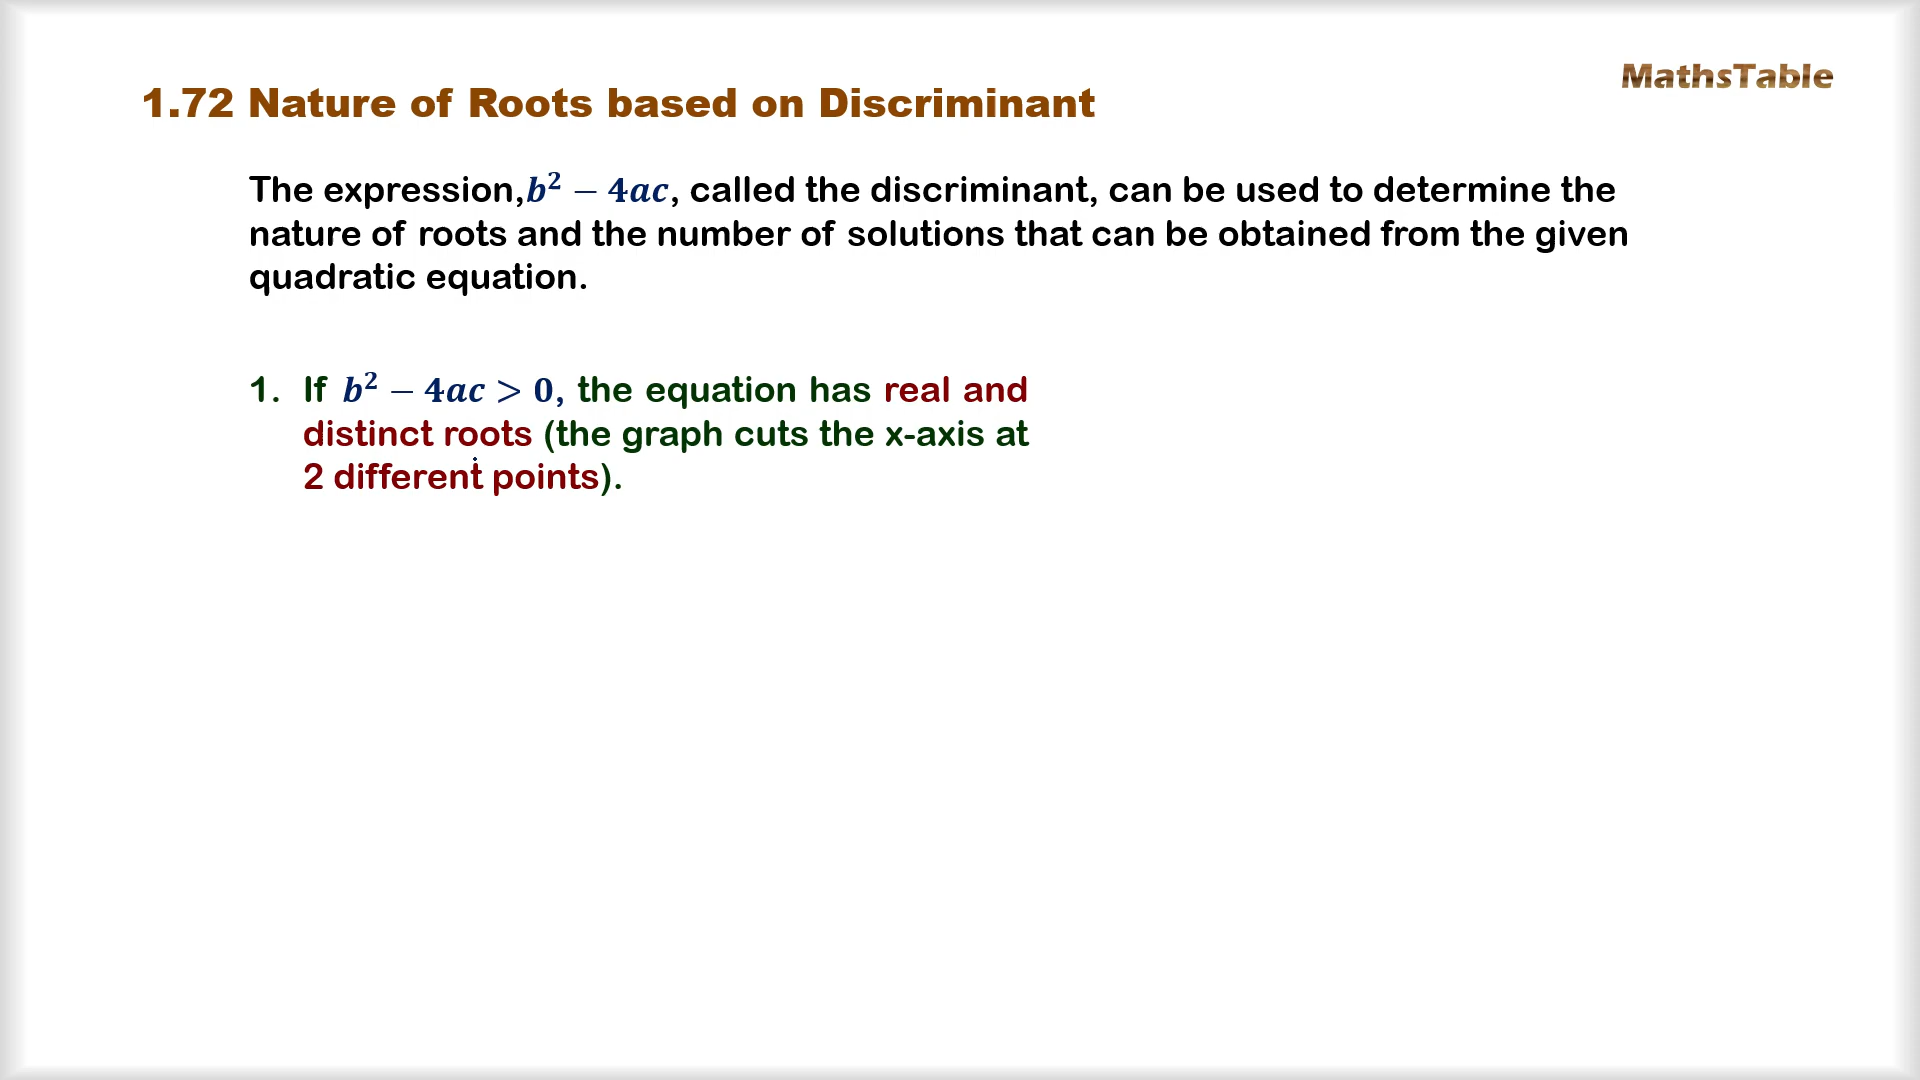 MathsTable
1.72 Nature of Roots based on Discriminant
The expression,b² − 4ac, called the discriminant, can be used to determine the
nature of roots and the number of solutions that can be obtained from the given
quadratic equation.
1. If b² − 4ac > 0, the equation has real and
distinct roots (the graph cuts the x-axis at
2 different points).